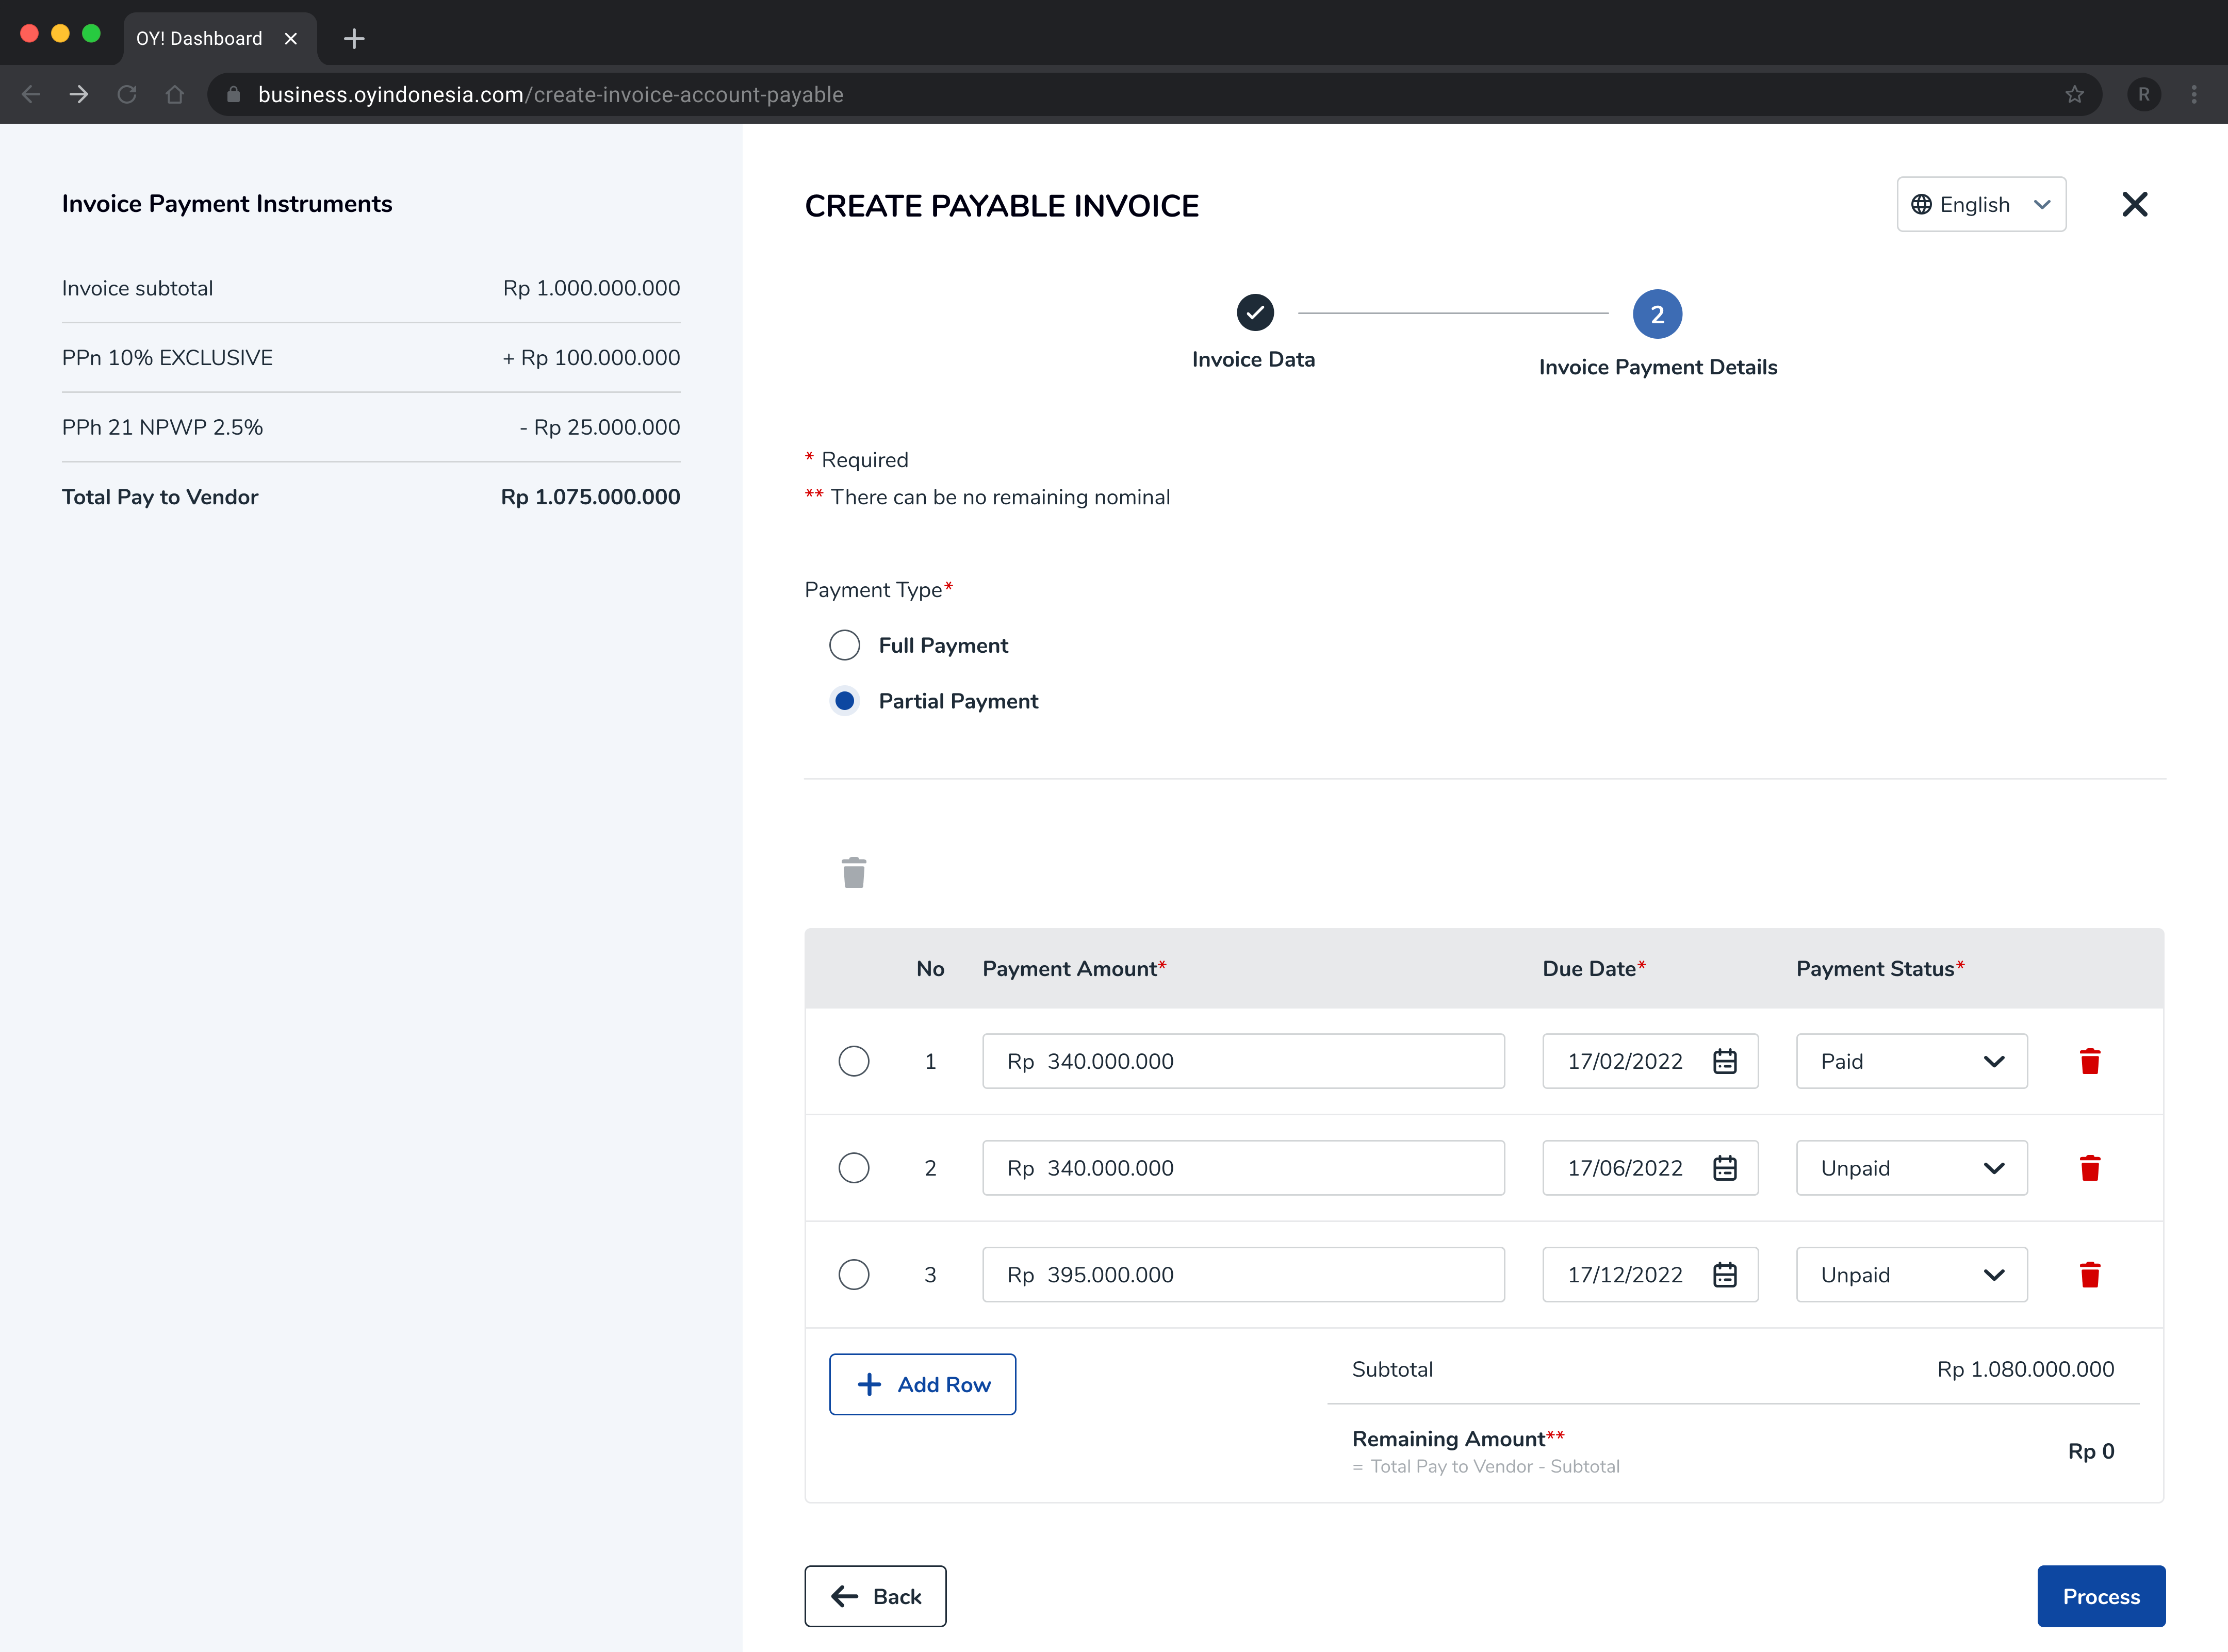 OY! Dashboard
business.oyindonesia.com/create-invoice-account-payable
R
Invoice Payment Instruments
Invoice subtotal Rp 1.000.000.000
PPn 10% EXCLUSIVE + Rp 100.000.000
PPh 21 NPWP 2.5% - Rp 25.000.000
Total Pay to Vendor Rp 1.075.000.000
CREATE PAYABLE INVOICE
English
2
Invoice Data
Invoice Payment Details
* Required
** There can be no remaining nominal
Payment Type*
Full Payment
Partial Payment
No Payment Amount* Due Date* Payment Status*
1 Rp 340.000.000 17/02/2022 Paid
2 Rp 340.000.000 17/06/2022 Unpaid
3 Rp 395.000.000 17/12/2022 Unpaid
Add Row
Subtotal Rp 1.080.000.000
Remaining Amount** Rp 0
= Total Pay to Vendor - Subtotal
Back
Process